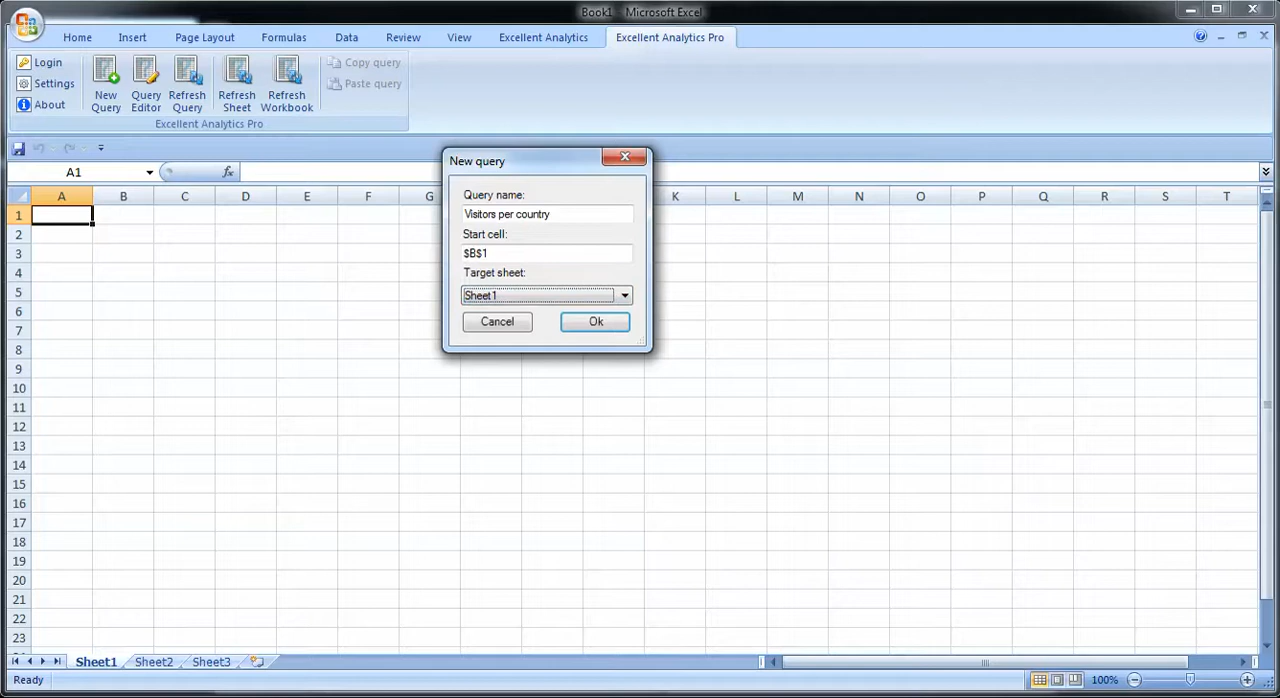 Book1 - Microsoft Excel
Home Insert Page Layout Formulas Data Review View Excellent Analytics Excellent Analytics Pro
Login
Settings
About
New Query
Query Editor
Refresh Query
Refresh Sheet
Refresh Workbook
Copy query
Paste query
Excellent Analytics Pro
A1
fx
A B C D E F G K L M N O P Q R S T
1
2
3
4
5
6
7
8
9
10
11
12
13
14
15
16
17
18
19
20
21
22
23
New query
Query name:
Visitors per country
Start cell:
$B$1
Target sheet:
Sheet1
Cancel Ok
Sheet1 Sheet2 Sheet3
Ready
100%